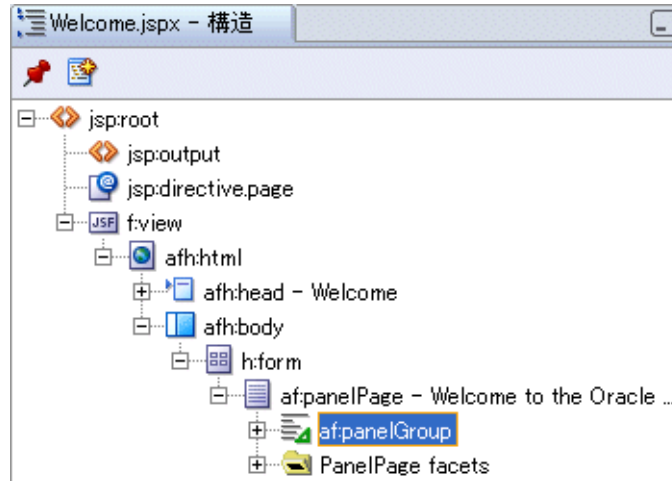 Welcome.jspx - 構造
jsp:root
jsp:output
jsp:directive.page
JSF f:view
afh:html
afh:head - Welcome
afh:body
h:form
af:panelPage - Welcome to the Oracle ...
af:panelGroup
PanelPage facets